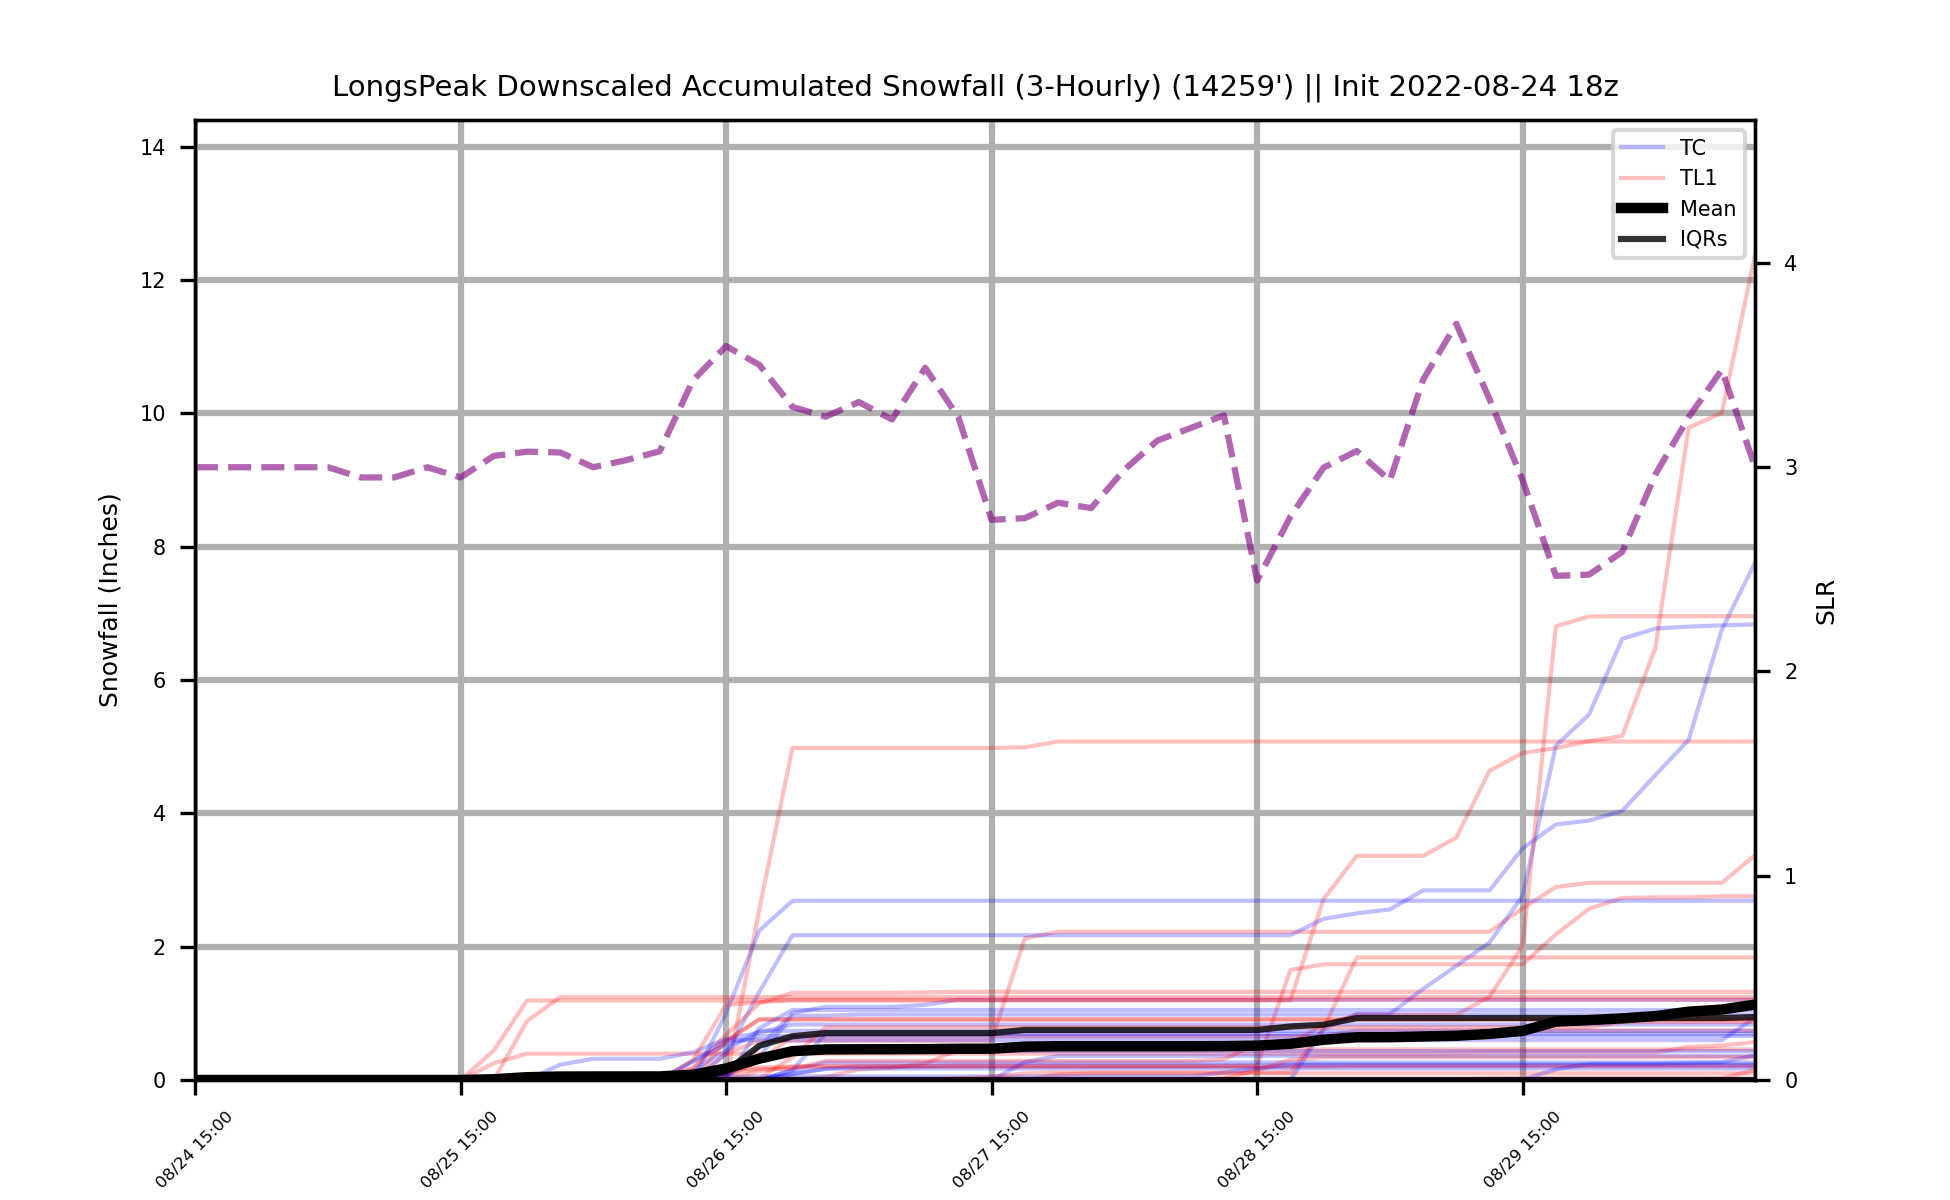 LongsPeak Downscaled Accumulated Snowfall (3-Hourly) (14259') || Init 2022-08-24 18z
TC
TL1
Mean
IQRs
14
12
10
8
6
4
2
0
Snowfall (Inches)
4
3
2
1
0
SLR
08/24 15:00
08/25 15:00
08/26 15:00
08/27 15:00
08/28 15:00
08/29 15:00